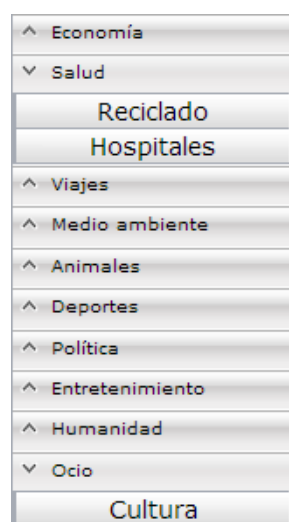 Economía
Salud
Reciclado
Hospitales
Viajes
Medio ambiente
Animales
Deportes
Política
Entretenimiento
Humanidad
Ocio
Cultura